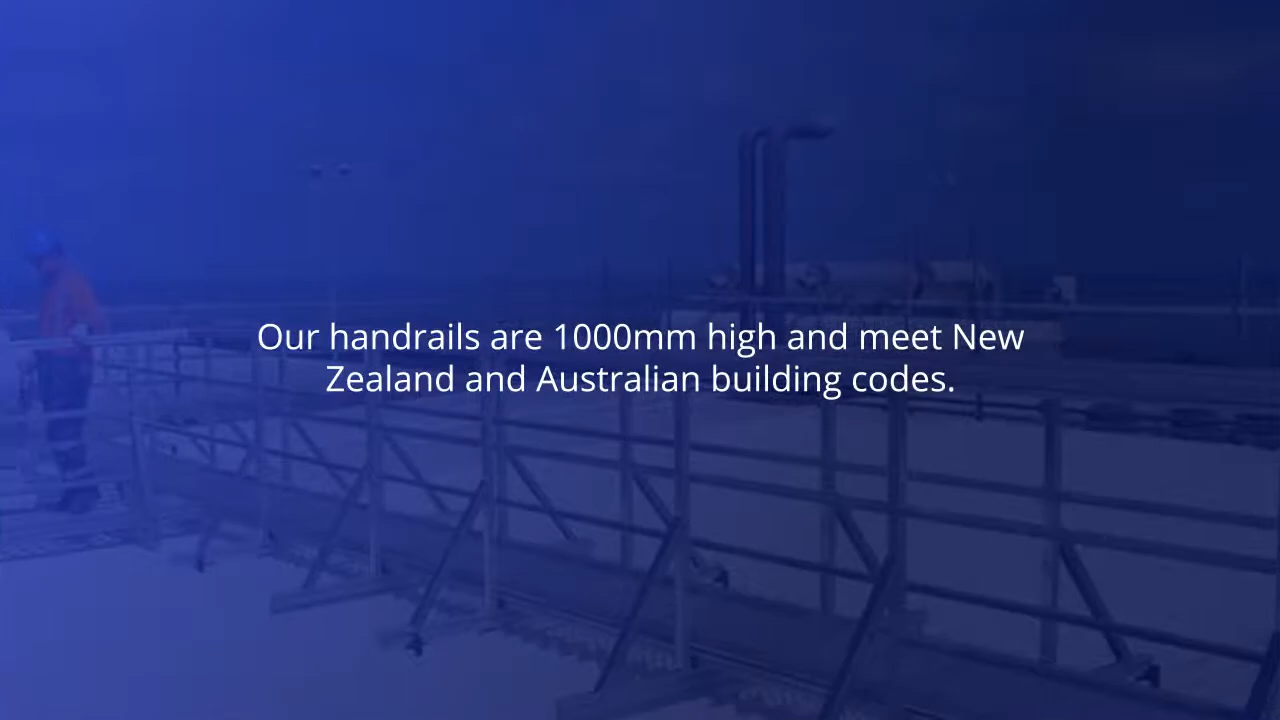 Our handrails are 1000mm high and meet New
Zealand and Australian building codes.